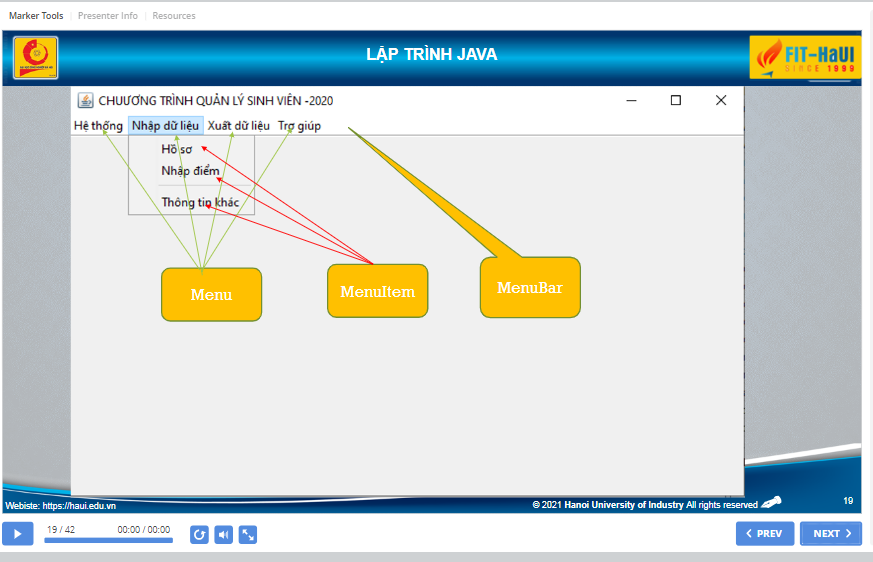 Marker Tools Presenter Info Resources
LẬP TRÌNH JAVA
FIT-HaUI
SINCE 1999
CHƯƠNG TRÌNH QUẢN LÝ SINH VIÊN -2020
Hệ thống Nhập dữ liệu Xuất dữ liệu Trợ giúp
Hồ sơ
Nhập điểm
Thông tin khác
Menu
MenuItem
MenuBar
Webiste: https://haui.edu.vn
© 2021 Hanoi University of Industry All rights reserved
19
19 / 42 00:00 / 00:00
PREV NEXT